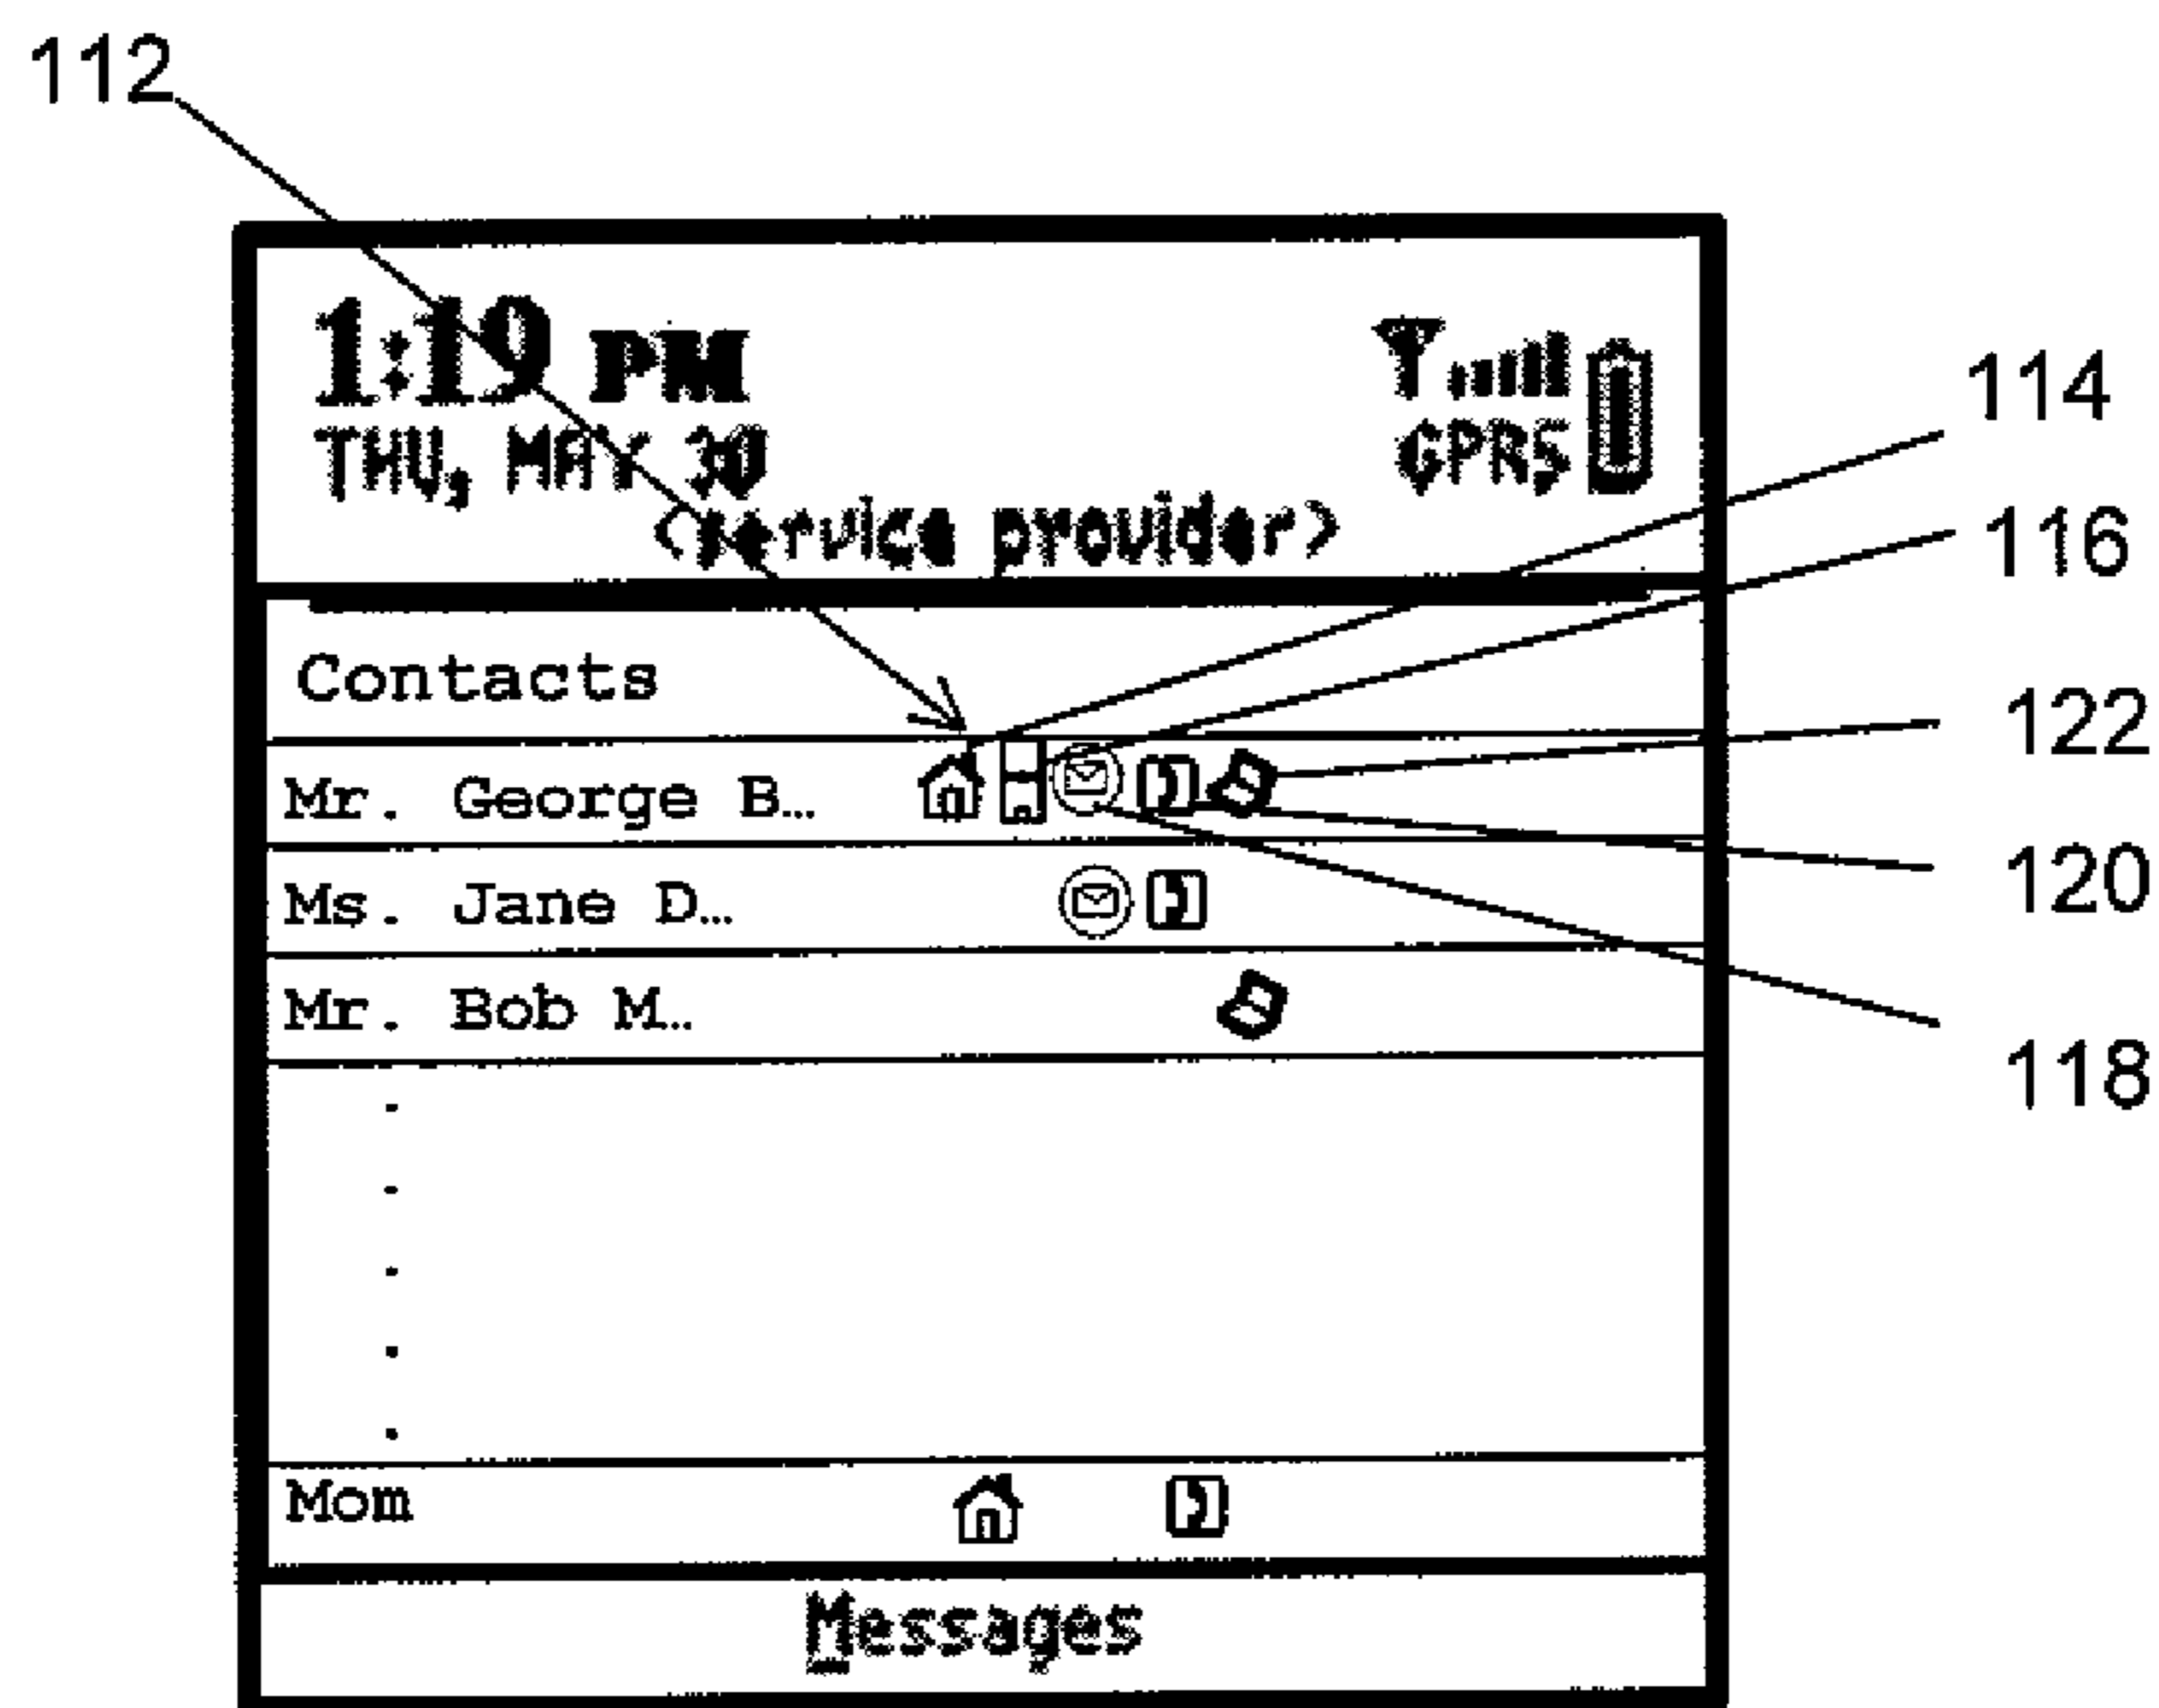 112
1:19 PM
THU, MAY 30
GPRS
<service provider>
114
116
Contacts
122
Mr. George B…
120
Ms. Jane D…
Mr. Bob M…
118
Mom
Messages